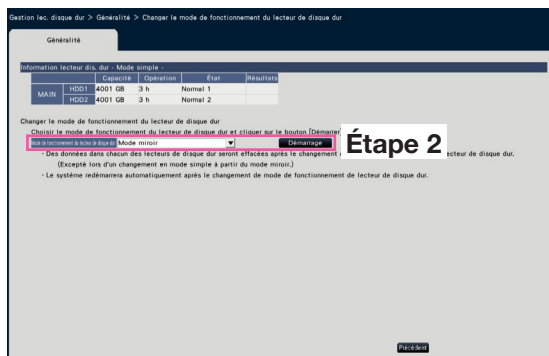 Gestion lec. disque dur > Généralité > Changer le mode de fonctionnement du lecteur de disque dur
Généralité
Information lecteur dis. dur - Mode simple -
Capacité Opération État Résultats
MAIN HDD1 4001 GB 3 h Normal 1
HDD2 4001 GB 3 h Normal 2
Changer le mode de fonctionnement du lecteur de disque dur
Choisir le mode de fonctionnement du lecteur de disque dur et cliquer sur le bouton [Démarrer
Mode de fonctionnement du lecteur de disque dur Mode miroir Démarrage
Étape 2
· Des données dans chacun des lecteurs de disque dur seront effacées après le changement ecteur de disque dur.
(Excepté lors d'un changement en mode simple à partir du mode miroir.)
· Le système redémarrera automatiquement après le changement de mode de fonctionnement de lecteur de disque dur.
Précédent